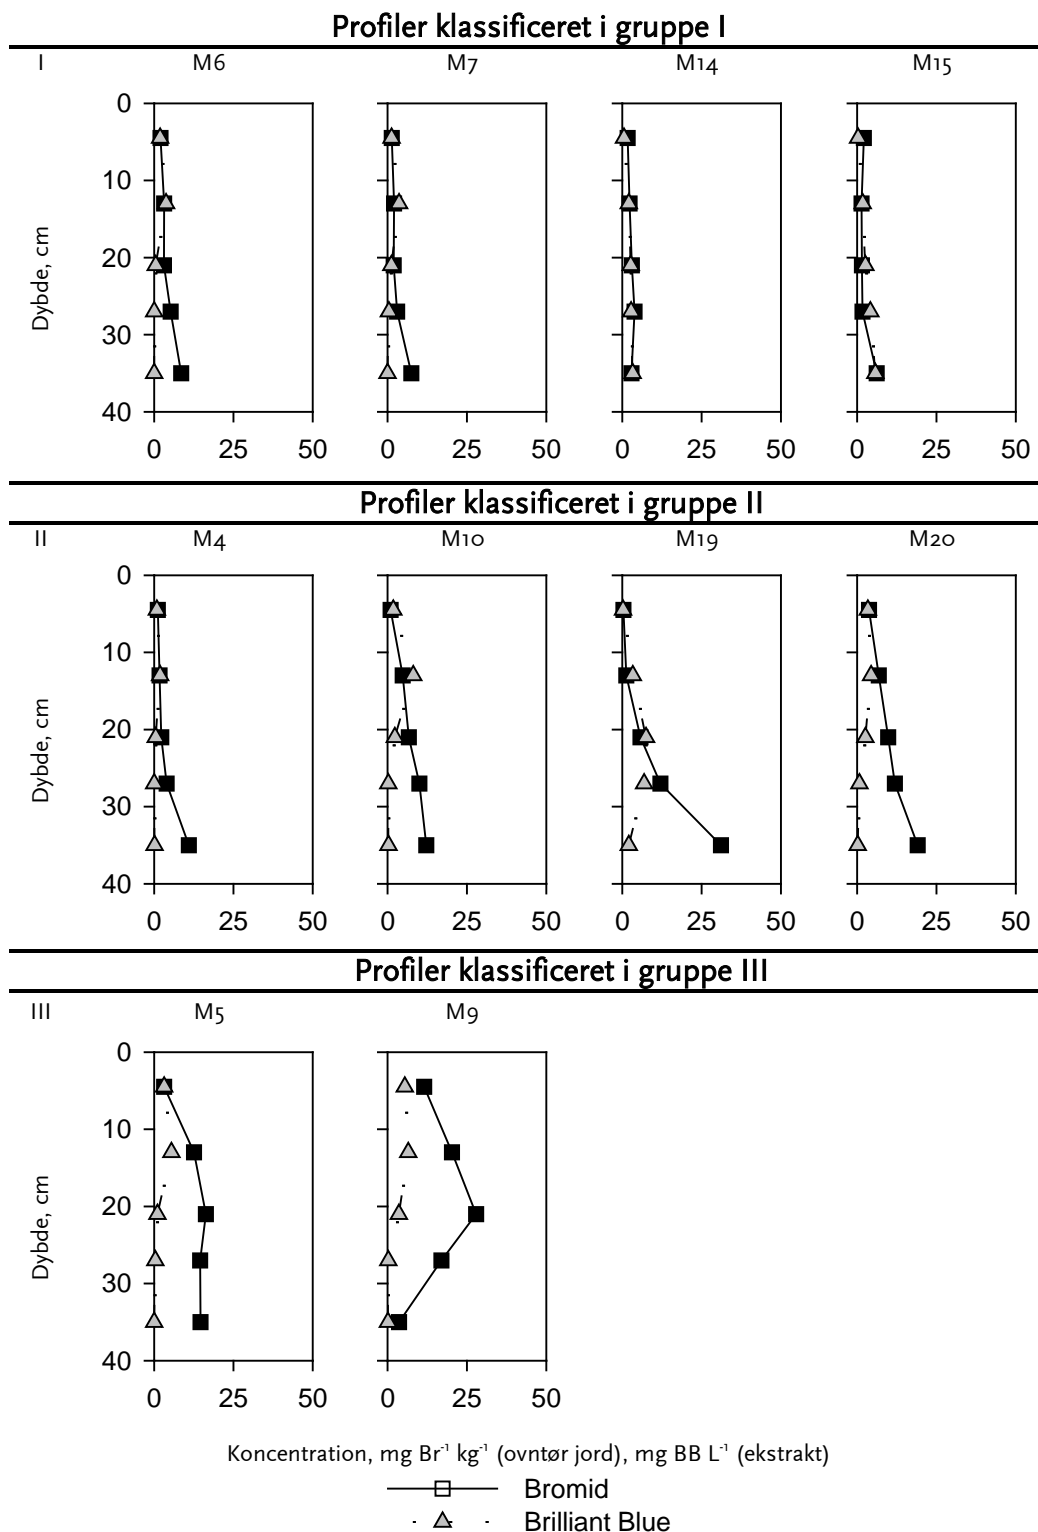 Profiler klassificeret i gruppe I
I M6 M7 M14 M15
0
10
20
30
40
Dybde, cm
0 25 50 0 25 50 0 25 50 0 25 50
Profiler klassificeret i gruppe II
II M4 M10 M19 M20
0
10
20
30
40
Dybde, cm
0 25 50 0 25 50 0 25 50 0 25 50
Profiler klassificeret i gruppe III
III M5 M9
0
10
20
30
40
Dybde, cm
0 25 50 0 25 50
Koncentration, mg Br⁻¹ kg⁻¹ (ovntør jord), mg BB L⁻¹ (ekstrakt)
Bromid
Brilliant Blue